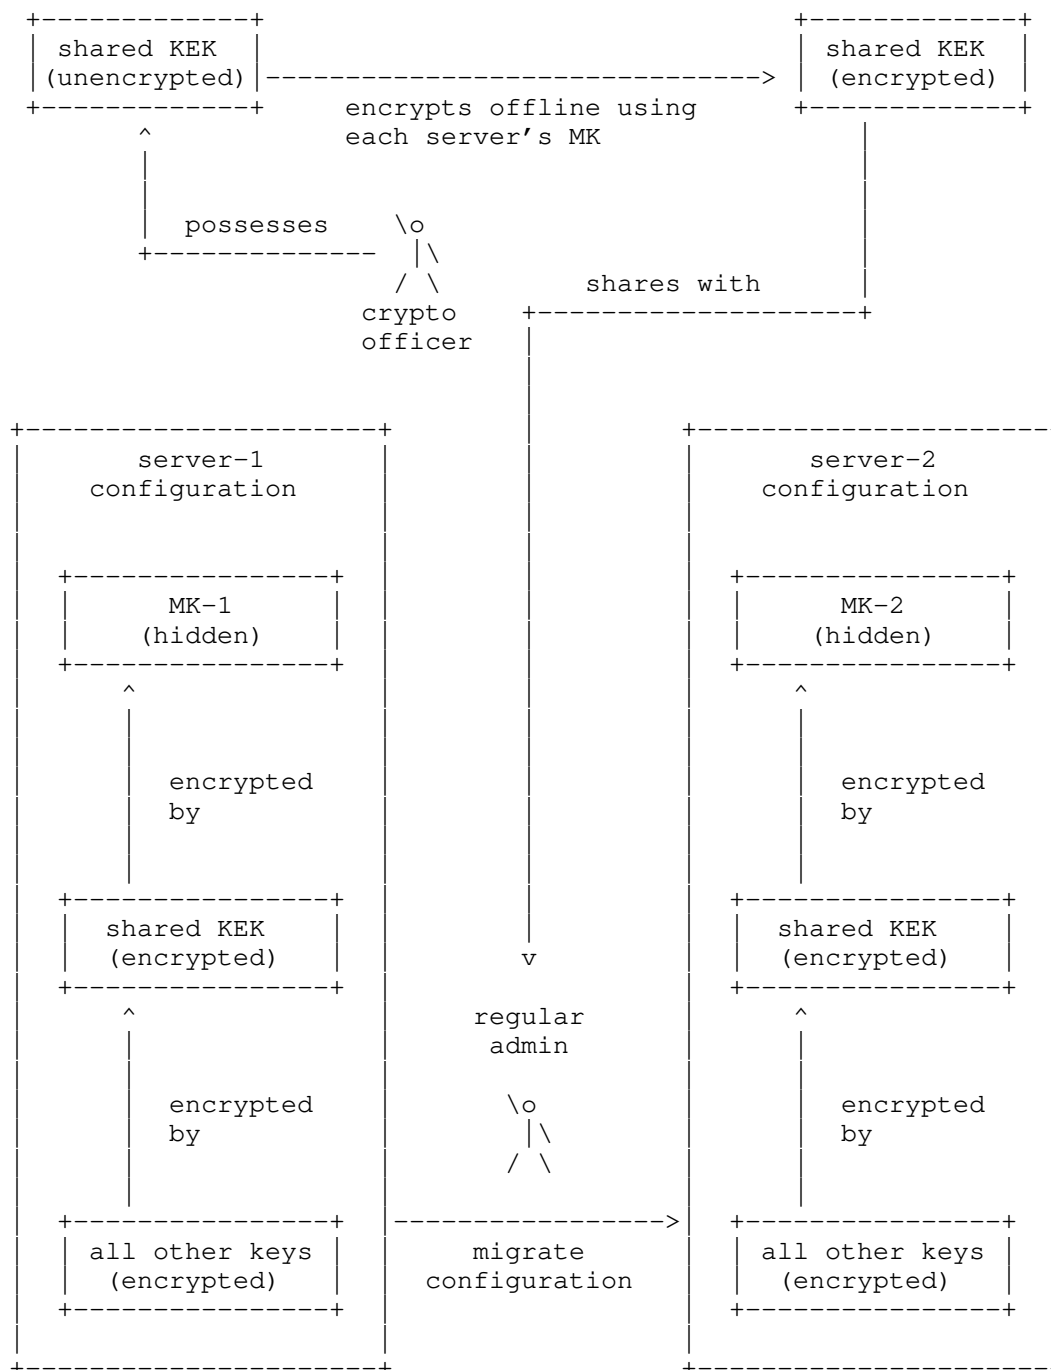 shared KEK
(unencrypted)
shared KEK
(encrypted)
encrypts offline using
each server's MK
possesses
shares with
crypto
officer
server-1
configuration
server-2
configuration
MK-1
(hidden)
MK-2
(hidden)
encrypted
by
encrypted
by
shared KEK
(encrypted)
shared KEK
(encrypted)
regular
admin
encrypted
by
encrypted
by
all other keys
(encrypted)
migrate
configuration
all other keys
(encrypted)